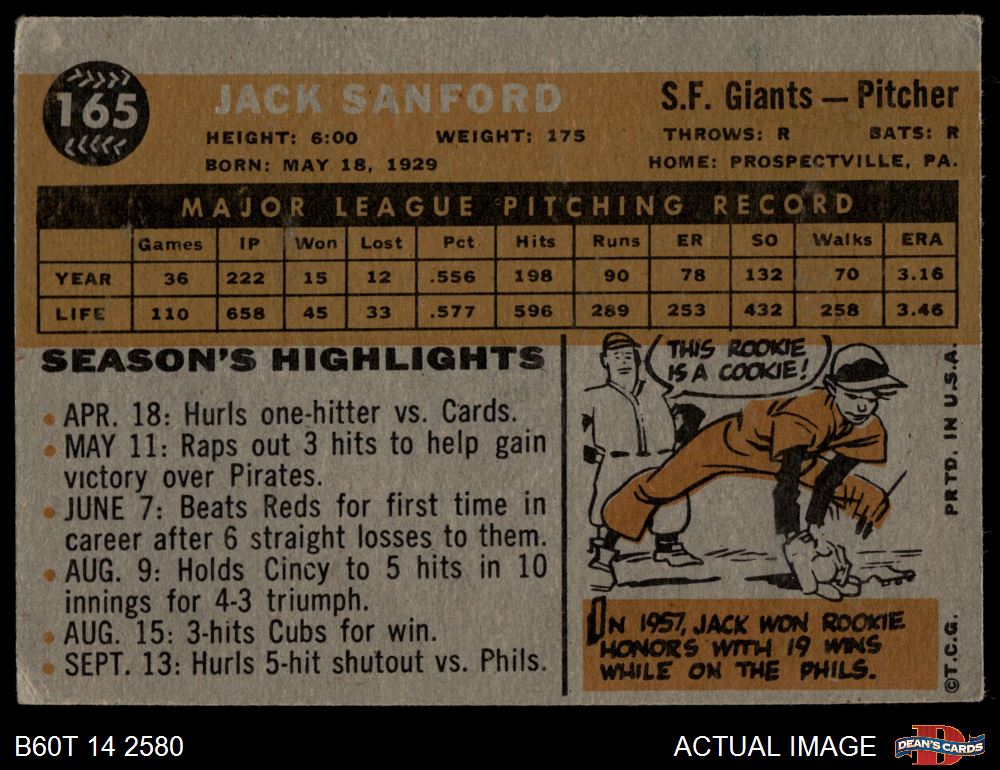 165
JACK SANFORD
S.F. Giants — Pitcher
HEIGHT: 6:00 WEIGHT: 175 THROWS: R BATS: R
BORN: MAY 18, 1929 HOME: PROSPECTVILLE, PA.
MAJOR LEAGUE PITCHING RECORD
Games IP Won Lost Pct Hits Runs ER SO Walks ERA
YEAR 36 222 15 12 .556 198 90 78 132 70 3.16
LIFE 110 658 45 33 .577 596 289 253 432 258 3.46
SEASON'S HIGHLIGHTS
• APR. 18: Hurls one-hitter vs. Cards.
• MAY 11: Raps out 3 hits to help gain
victory over Pirates.
• JUNE 7: Beats Reds for first time in
career after 6 straight losses to them.
• AUG. 9: Holds Cincy to 5 hits in 10
innings for 4-3 triumph.
• AUG. 15: 3-hits Cubs for win.
• SEPT. 13: Hurls 5-hit shutout vs. Phils.
THIS ROOKIE
IS A COOKIE!
IN 1957, JACK WON ROOKIE
HONORS WITH 19 WINS
WHILE ON THE PHILS.
PRTD. IN U.S.A.
©T.C.G.
B60T 14 2580
ACTUAL IMAGE
D
DEAN'S CARDS